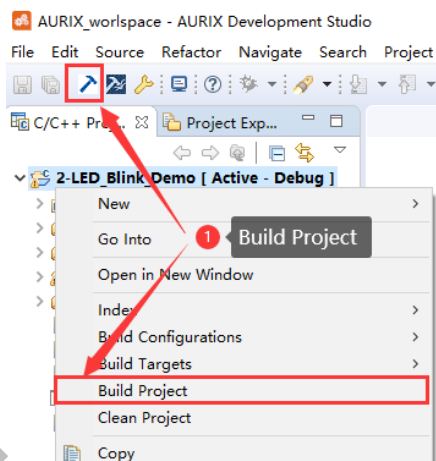 AURIX_worlspace - AURIX Development Studio
File Edit Source Refactor Navigate Search Project
C/C++ Proj... Project Exp...
2-LED_Blink_Demo [ Active - Debug ]
New
Go Into
1 Build Project
Open in New Window
Index
Build Configurations
Build Targets
Build Project
Clean Project
Copy